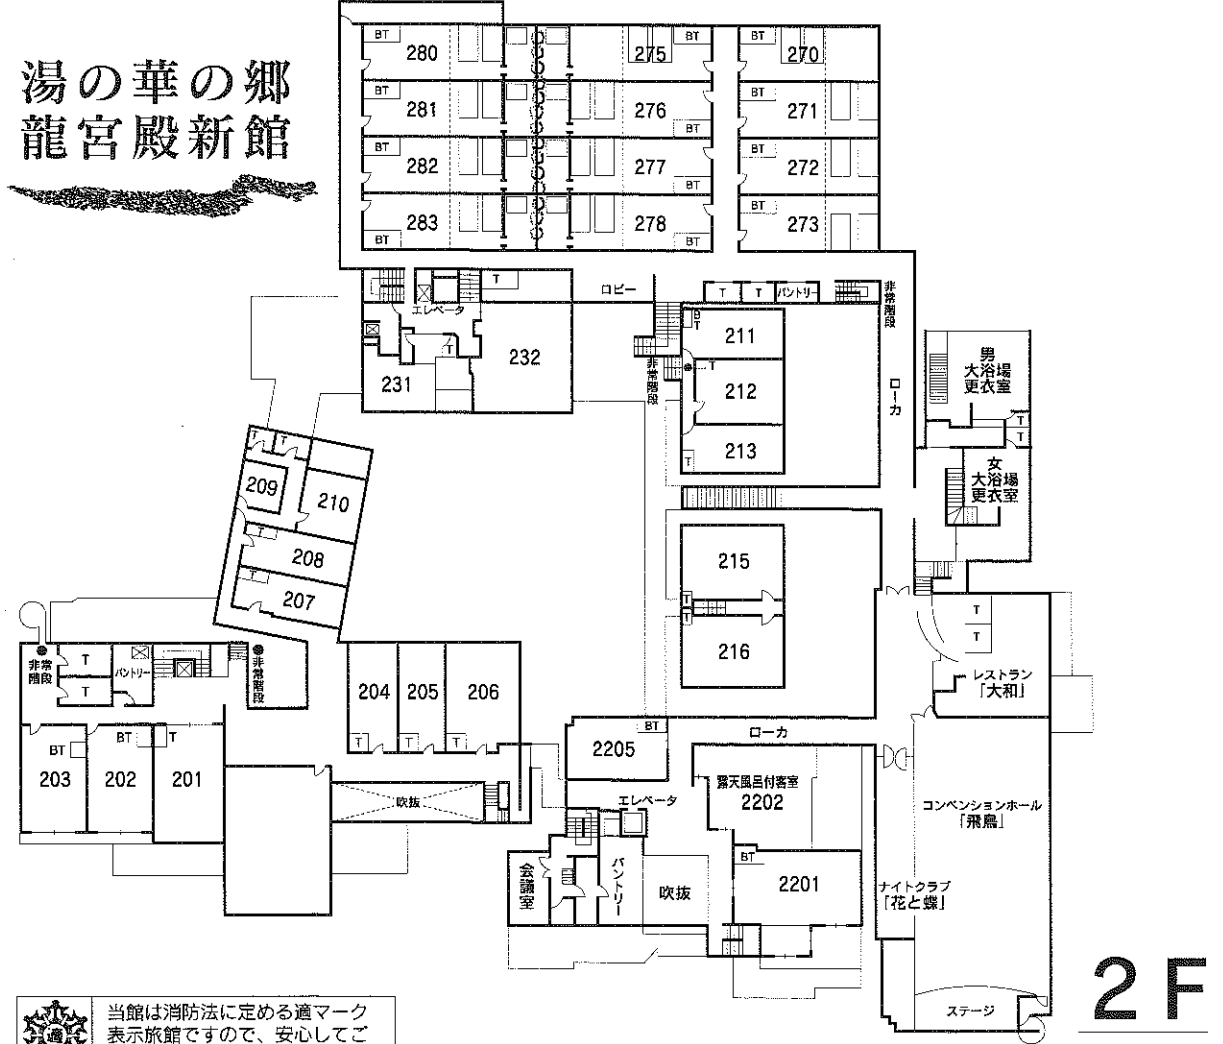 湯の華の郷
龍宮殿新館
BT
280
275
BT
BT
270
BT
281
276
BT
BT
271
BT
282
277
BT
BT
272
283
BT
278
BT
BT
273
T
ロビー
T
T
パントリー
非常階段
エレベータ
T
231
232
非常階段
B
T
211
T
212
213
T
ローカ
男
大浴場
更衣室
T
T
女
大浴場
更衣室
T
T
209
210
T
208
T
207
215
T
T
216
T
T
レストラン
「大和」
非常
階段
T
T
パントリー
非常階段
204
205
206
T
T
T
BT
203
BT
202
T
201
吹抜
BT
2205
ローカ
露天風呂付客室
2202
エレベータ
会議室
パントリー
吹抜
BT
2201
コンベンションホール
「飛鳥」
ナイトクラブ
「花と蝶」
ステージ
2F
適
当館は消防法に定める適マーク
表示旅館ですので、安心してご